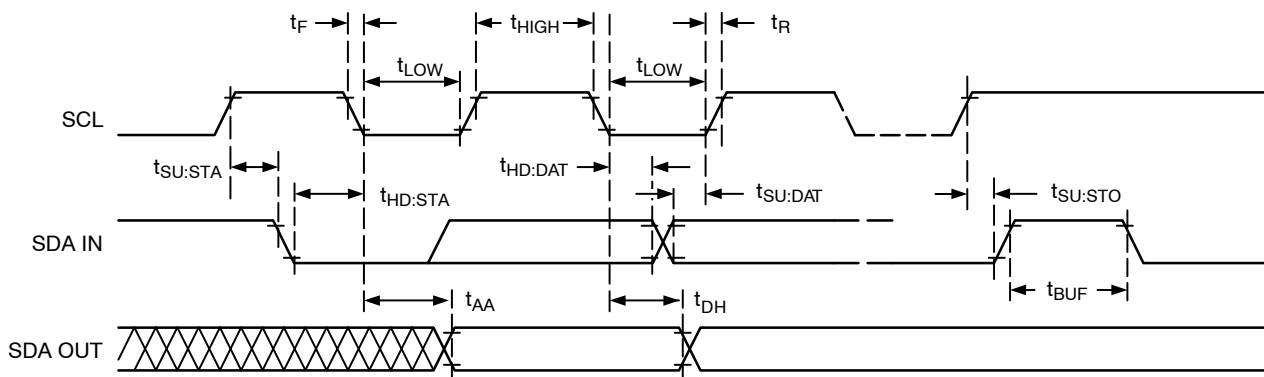 tF tHIGH tR
tLOW tLOW
SCL
tSU:STA tHD:DAT
tHD:STA tSU:DAT tSU:STO
SDA IN
tBUF
tAA tDH
SDA OUT